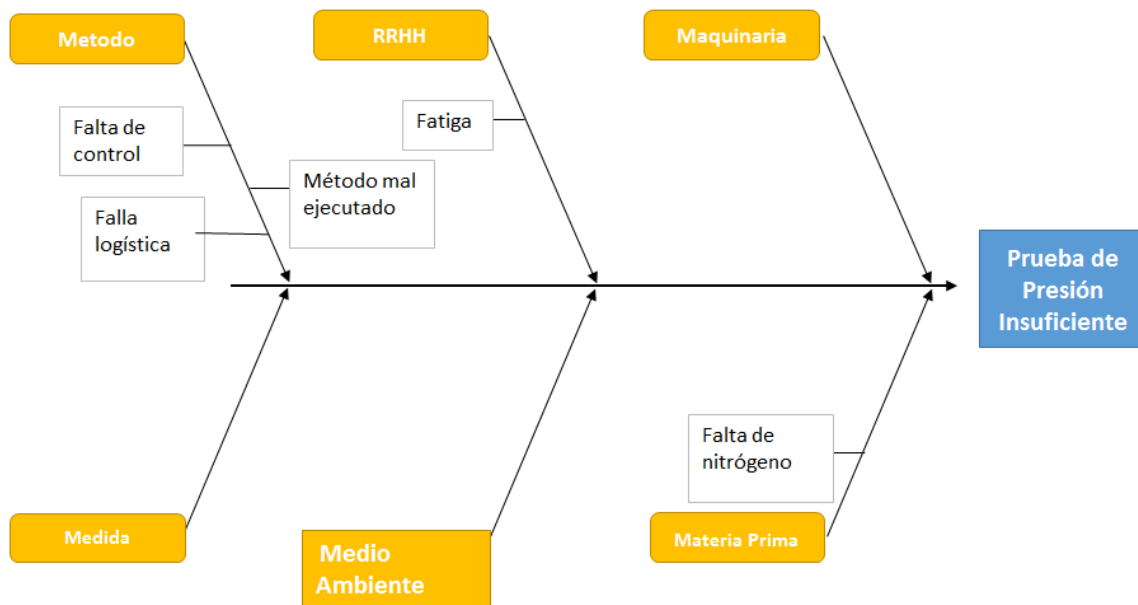 Metodo
RRHH
Maquinaria
Falta de
control
Fatiga
Método mal
ejecutado
Falla
logística
Prueba de
Presión
Insuficiente
Falta de
nitrógeno
Medida
Medio
Ambiente
Materia Prima